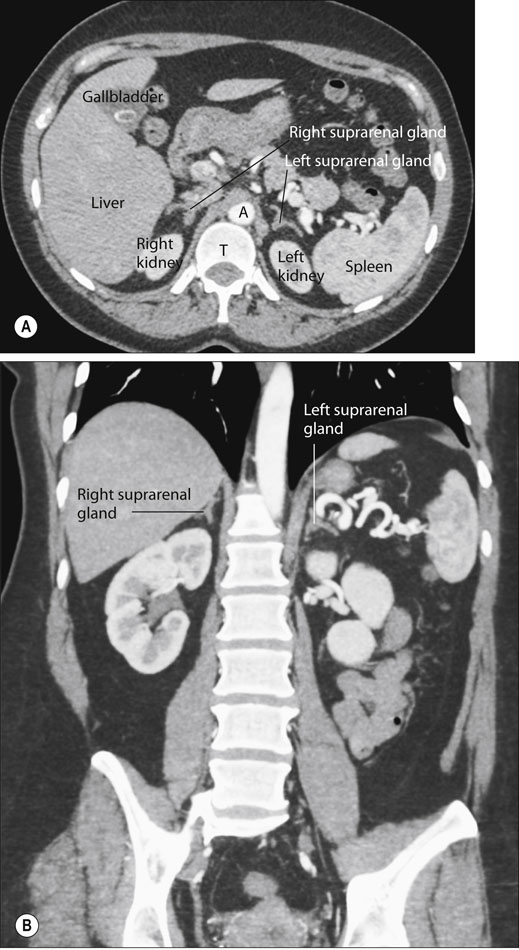 Gallbladder
Right suprarenal gland
Left suprarenal gland
Liver
A
Right
kidney
T
Left
kidney
Spleen
A
Left suprarenal
gland
Right suprarenal
gland
B